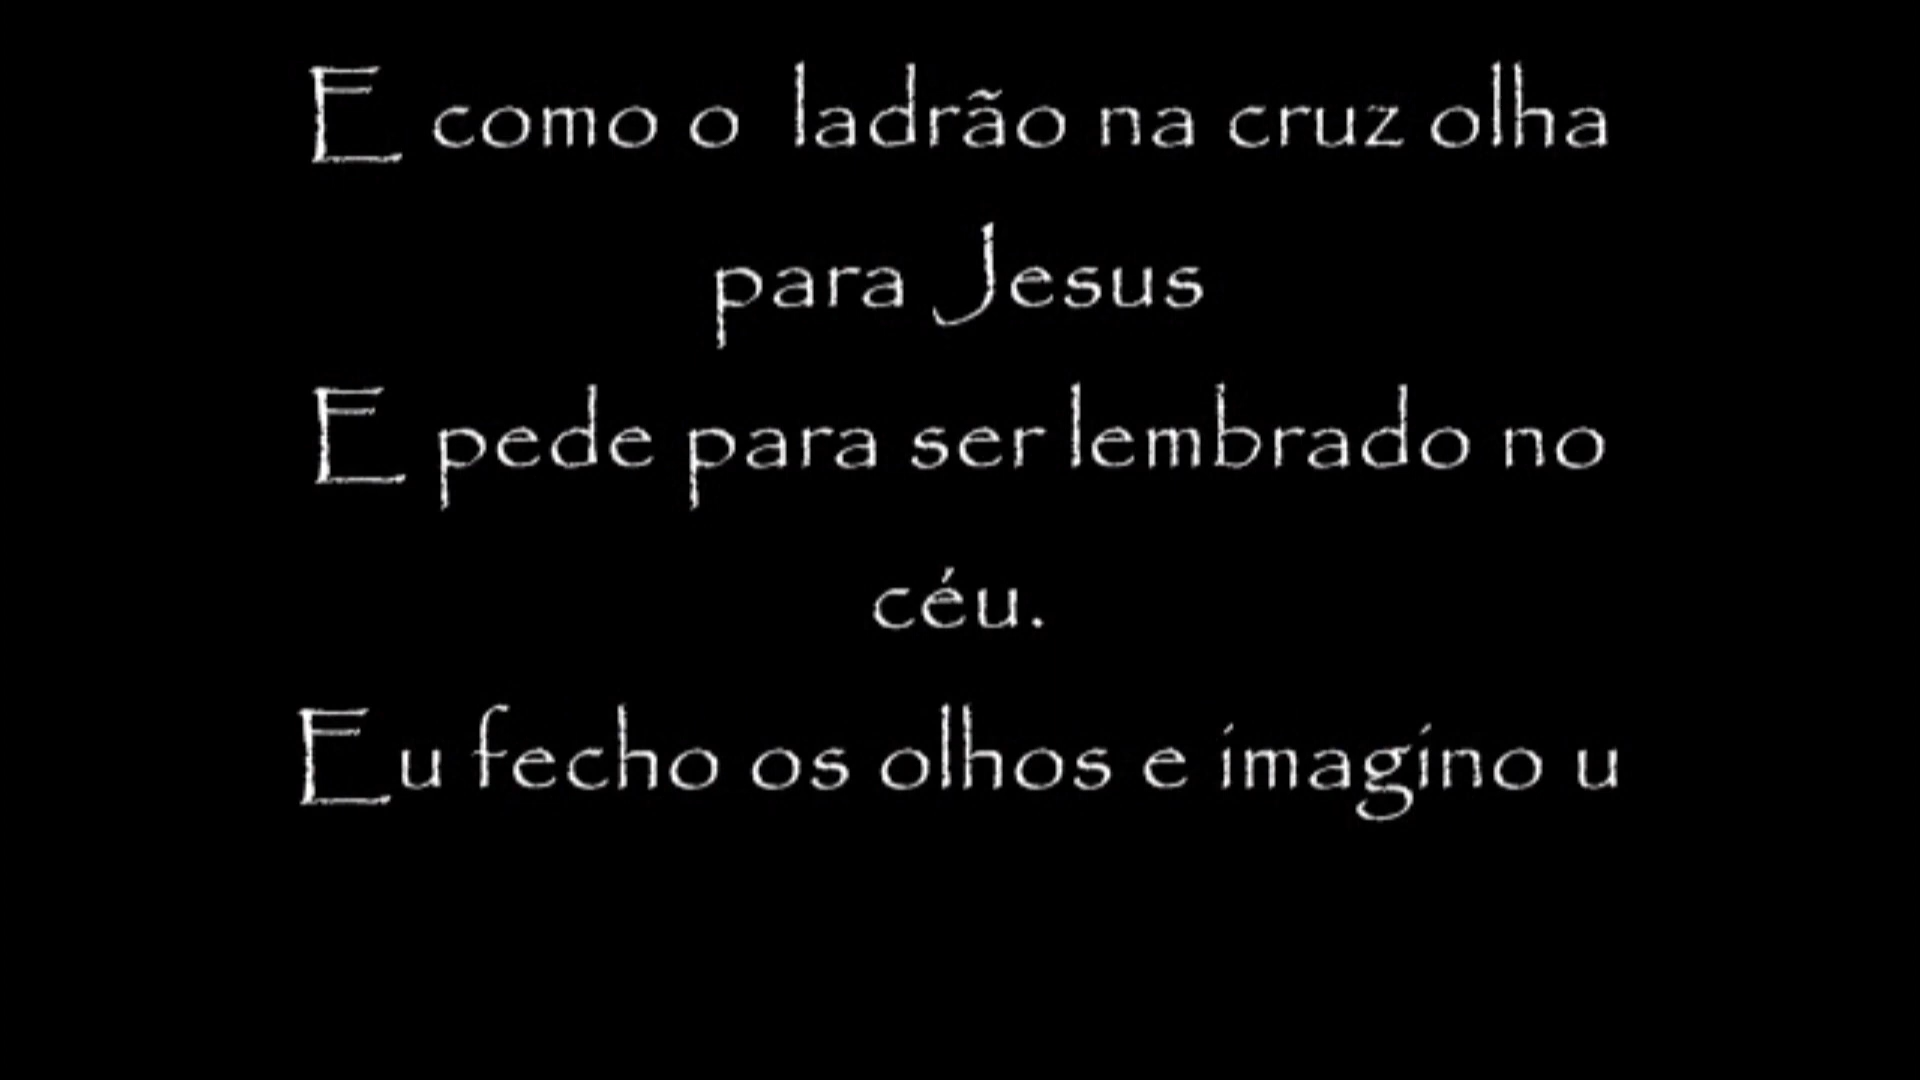 E como o ladrão na cruz olha
para Jesus
E pede para ser lembrado no
céu.
Eu fecho os olhos e imagino u